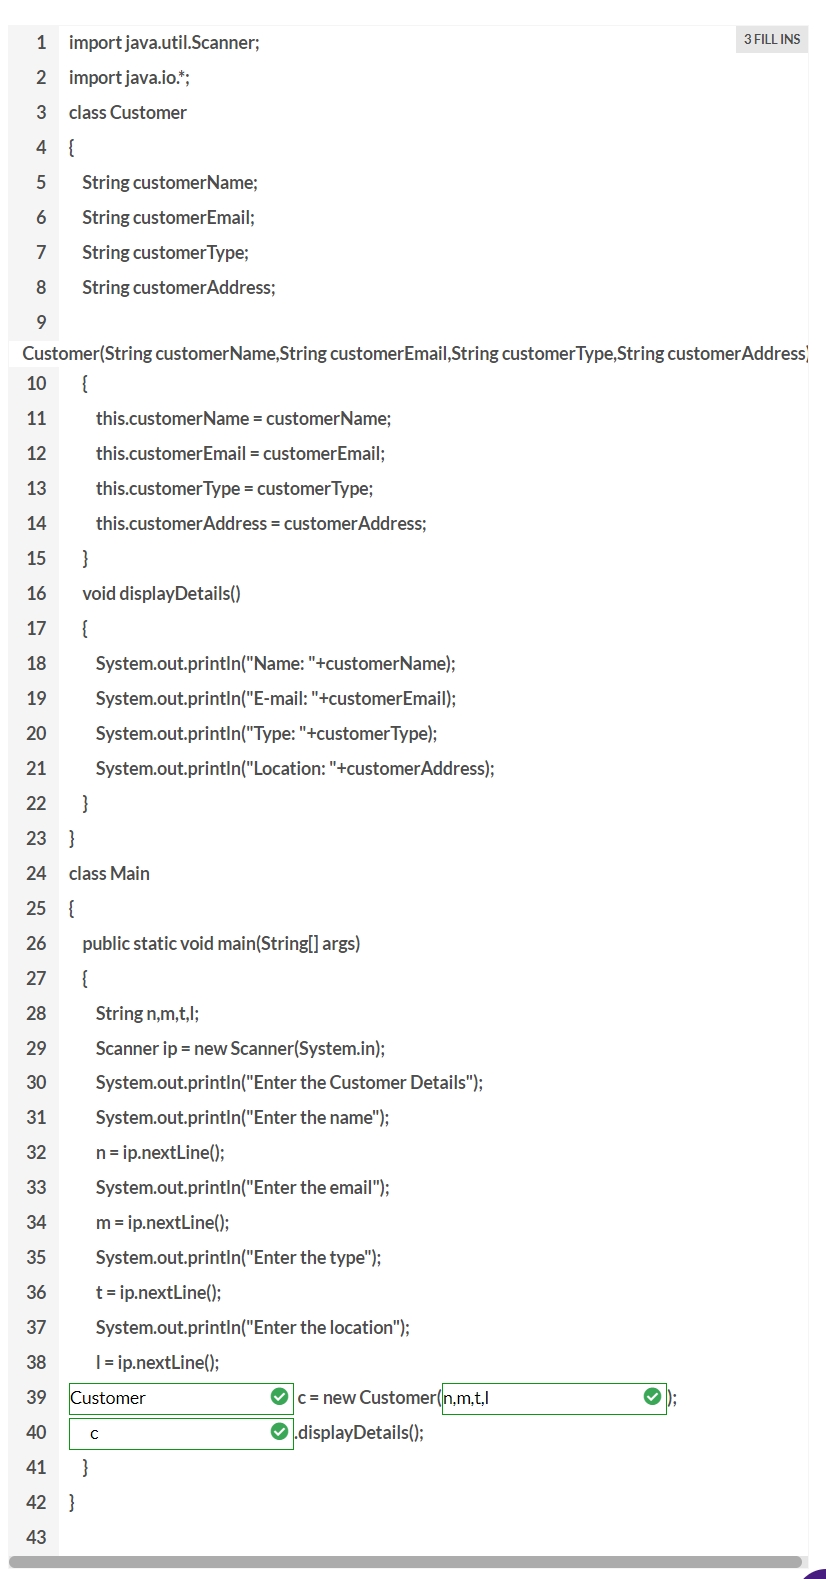 3 FILL INS
1 import java.util.Scanner;
2 import java.io.*;
3 class Customer
4 {
5 String customerName;
6 String customerEmail;
7 String customerType;
8 String customerAddress;
9
Customer(String customerName,String customerEmail,String customerType,String customerAddress)
10 {
11 this.customerName = customerName;
12 this.customerEmail = customerEmail;
13 this.customerType = customerType;
14 this.customerAddress = customerAddress;
15 }
16 void displayDetails()
17 {
18 System.out.println("Name: "+customerName);
19 System.out.println("E-mail: "+customerEmail);
20 System.out.println("Type: "+customerType);
21 System.out.println("Location: "+customerAddress);
22 }
23 }
24 class Main
25 {
26 public static void main(String[] args)
27 {
28 String n,m,t,l;
29 Scanner ip = new Scanner(System.in);
30 System.out.println("Enter the Customer Details");
31 System.out.println("Enter the name");
32 n = ip.nextLine();
33 System.out.println("Enter the email");
34 m = ip.nextLine();
35 System.out.println("Enter the type");
36 t = ip.nextLine();
37 System.out.println("Enter the location");
38 l = ip.nextLine();
39 Customer c = new Customer(n,m,t,l);
40 c.displayDetails();
41 }
42 }
43